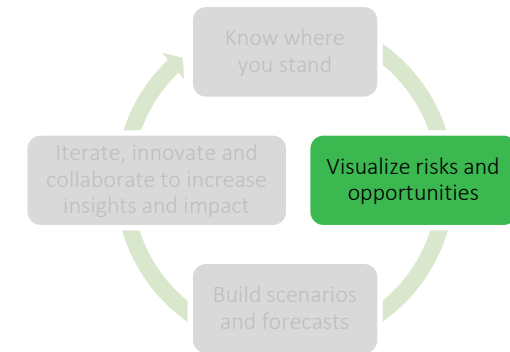 Know where
you stand
Visualize risks and
opportunities
Build scenarios
and forecasts
Iterate, innovate and
collaborate to increase
insights and impact